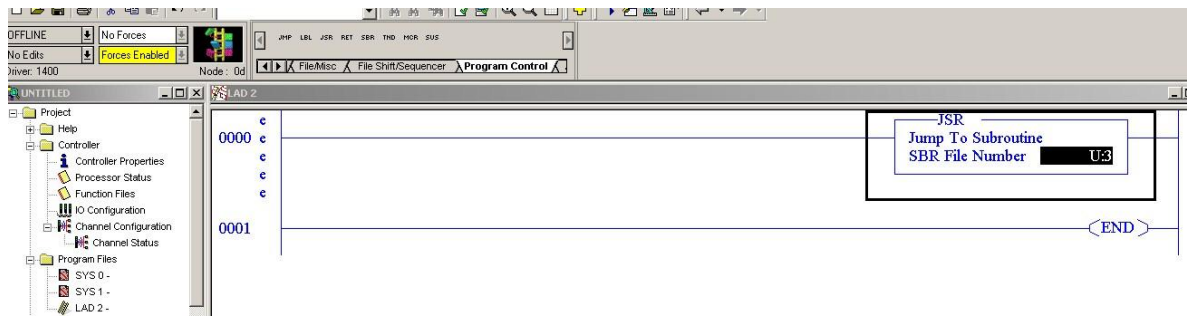 OFFLINE
No Forces
No Edits
Forces Enabled
Driver: 1400
Node : 0d
JMP LBL JSR RET SBR TND MCR SUS
File/Misc
File Shift/Sequencer
Program Control
UNTITLED
Project
Help
Controller
Controller Properties
Processor Status
Function Files
IO Configuration
Channel Configuration
Channel Status
Program Files
SYS 0 -
SYS 1 -
LAD 2 -
LAD 2
e
0000 e
e
e
e
JSR
Jump To Subroutine
SBR File Number U:3
0001
END